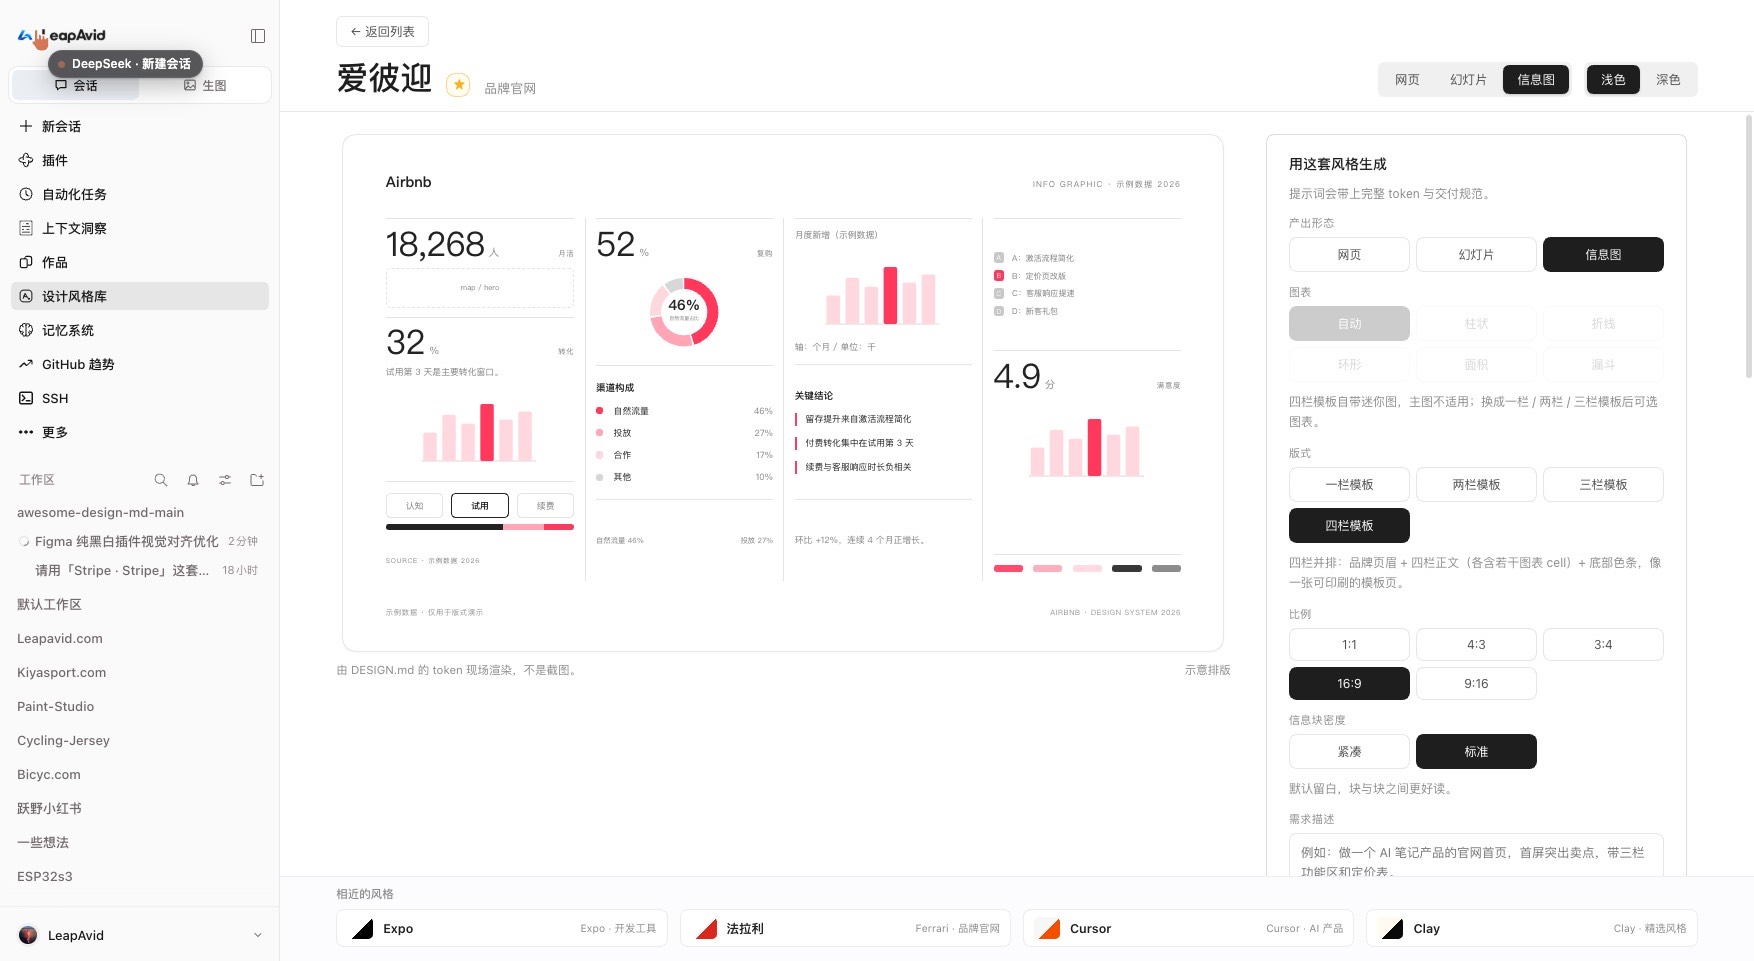 LeapAvid
DeepSeek · 新建会话
会话
生图
新会话
插件
自动化任务
上下文洞察
作品
设计风格库
记忆系统
GitHub 趋势
SSH
更多
工作区
awesome-design-md-main
Figma 纯黑白插件视觉对齐优化 2分钟
请用「Stripe · Stripe」这套... 18小时
默认工作区
Leapavid.com
Kiyasport.com
Paint-Studio
Cycling-Jersey
Bicyc.com
跃野小红书
一些想法
ESP32s3
LeapAvid
← 返回列表
爱彼迎
品牌官网
网页 幻灯片 信息图 浅色 深色
Airbnb
INFO GRAPHIC · 示例数据 2026
18,268 人 月活
map / hero
32 % 转化
试用第 3 天是主要转化窗口。
认知 试用 续费
SOURCE · 示例数据 2026
52 % 复购
46%
自然流量占比
渠道构成
自然流量 46%
投放 27%
合作 17%
其他 10%
自然流量 46% 投放 27%
月度新增（示例数据）
轴：个月 / 单位：千
关键结论
留存提升来自激活流程简化
付费转化集中在试用第 3 天
续费与客服响应时长负相关
环比 +12%、连续 4 个月正增长。
A A：激活流程简化
B B：定价页改版
C C：客服响应提速
D D：新客礼包
4.9 分 满意度
示例数据 · 仅用于版式演示
AIRBNB · DESIGN SYSTEM 2026
由 DESIGN.md 的 token 现场渲染，不是截图。
示意排版
用这套风格生成
提示词会带上完整 token 与交付规范。
产出形态
网页 幻灯片 信息图
图表
自动 柱状 折线
环形 面积 漏斗
四栏模板自带迷你图，主图不适用；换成一栏 / 两栏 / 三栏模板后可选
图表。
版式
一栏模板 两栏模板 三栏模板
四栏模板
四栏并排：品牌页眉 + 四栏正文（各含若干图表 cell）+ 底部色条，像
一张可印刷的模板页。
比例
1:1 4:3 3:4
16:9 9:16
信息块密度
紧凑 标准
默认留白，块与块之间更好读。
需求描述
例如：做一个 AI 笔记产品的官网首页，首屏突出卖点，带三栏
功能区和定价表。
相近的风格
Expo Expo · 开发工具
法拉利 Ferrari · 品牌官网
Cursor Cursor · AI 产品
Clay Clay · 精选风格